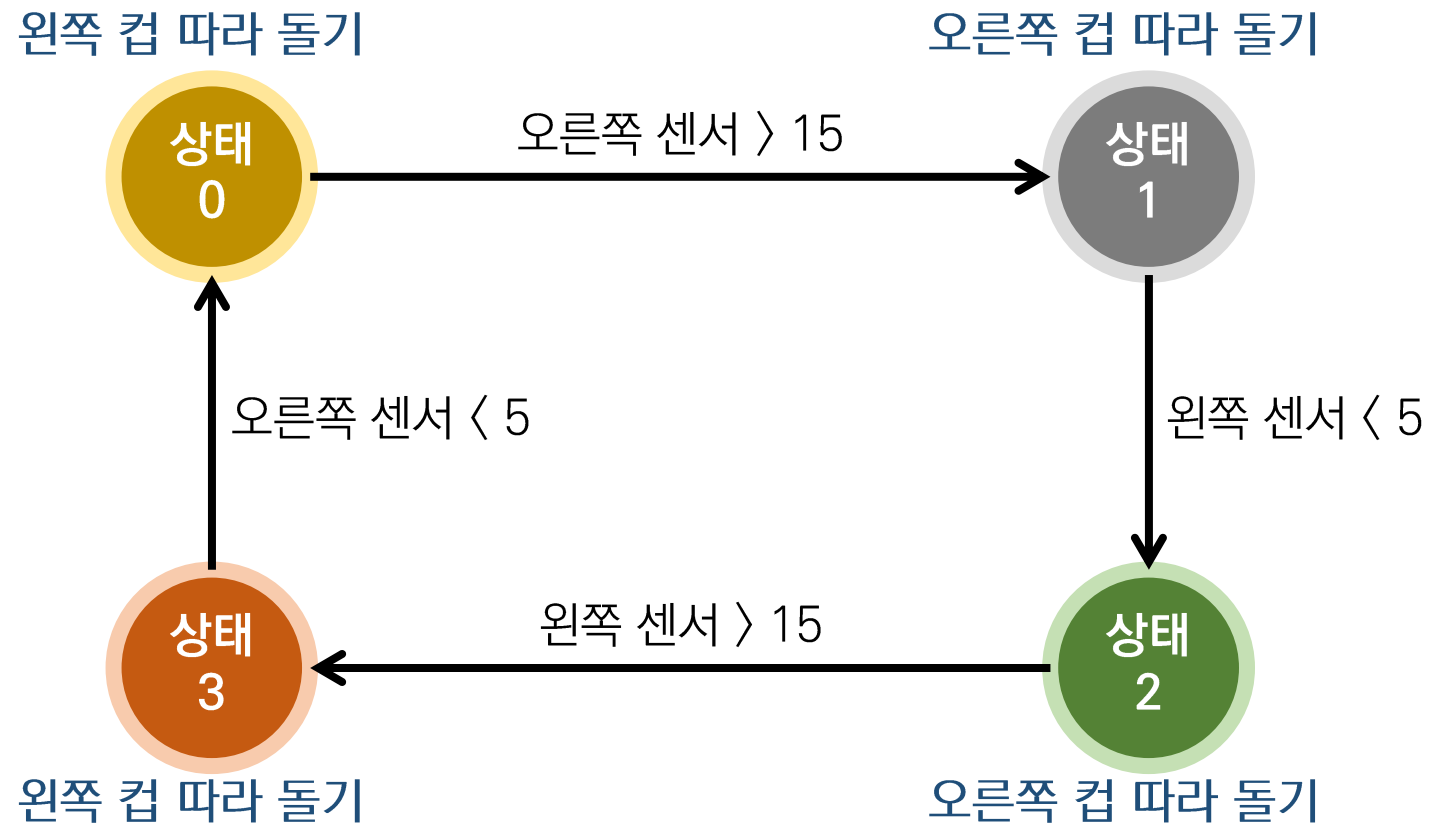 왼쪽 컵 따라 돌기
오른쪽 컵 따라 돌기
상태
0
오른쪽 센서 > 15
상태
1
오른쪽 센서 < 5
왼쪽 센서 < 5
상태
3
왼쪽 센서 > 15
상태
2
왼쪽 컵 따라 돌기
오른쪽 컵 따라 돌기